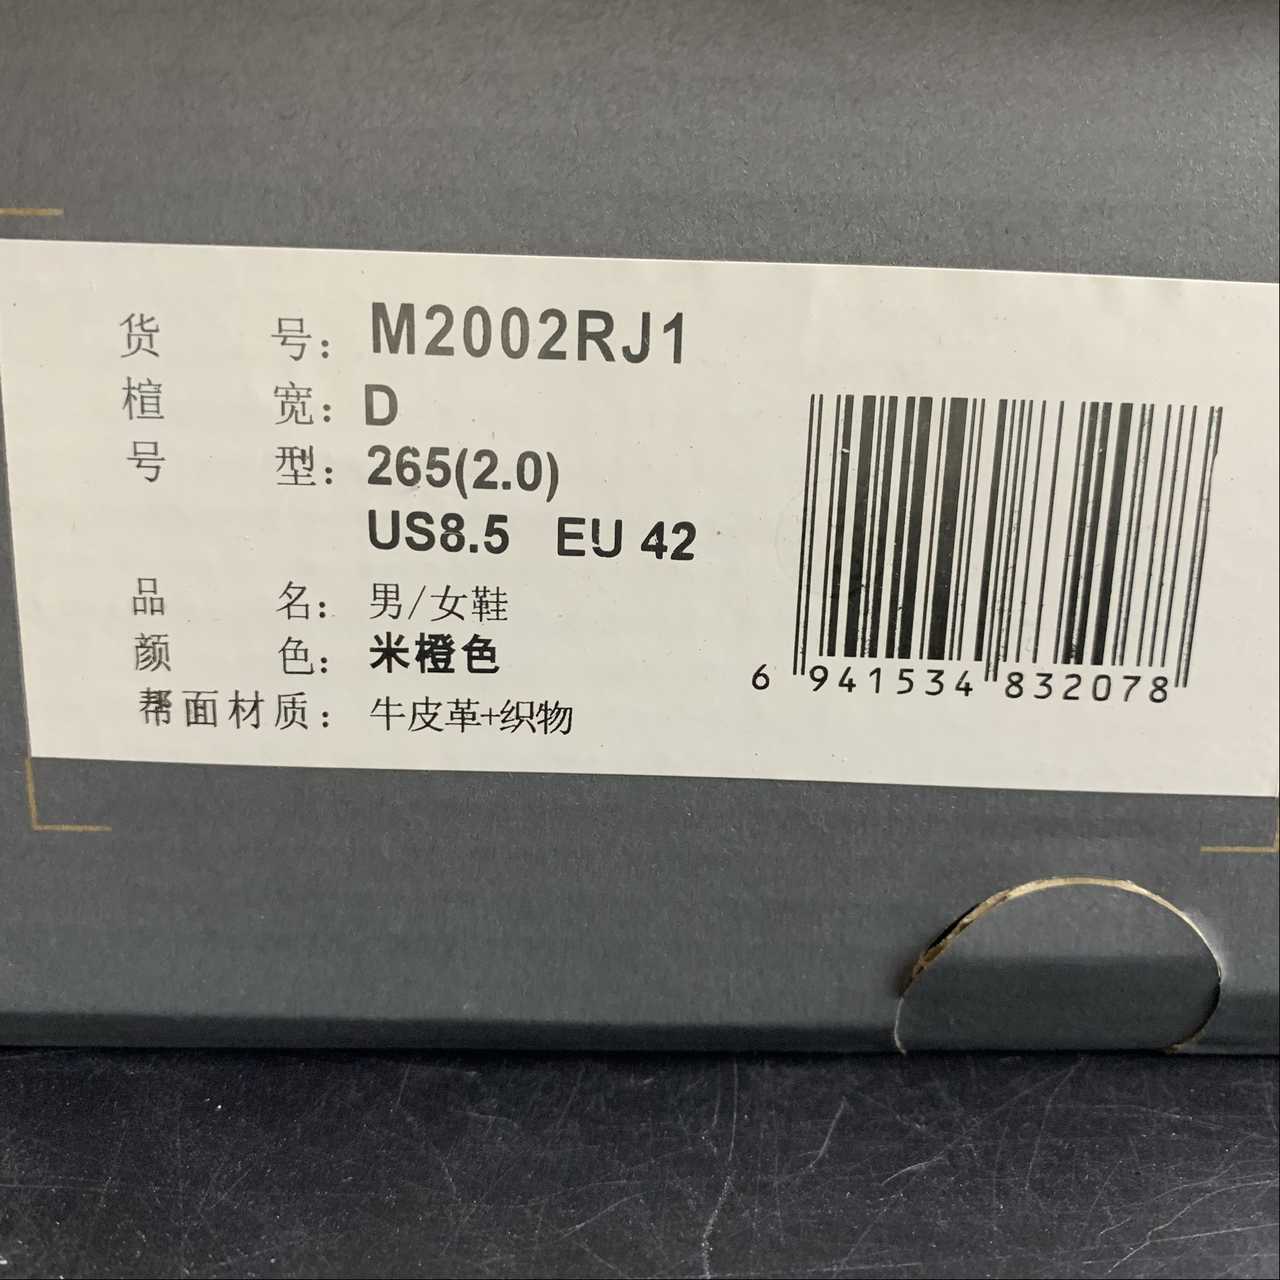 货 号: M2002RJ1
楦 宽: D
号 型: 265(2.0)
US8.5 EU 42
品 名: 男/女鞋
颜 色: 米橙色
帮面材质: 牛皮革+织物
6 941534 832078